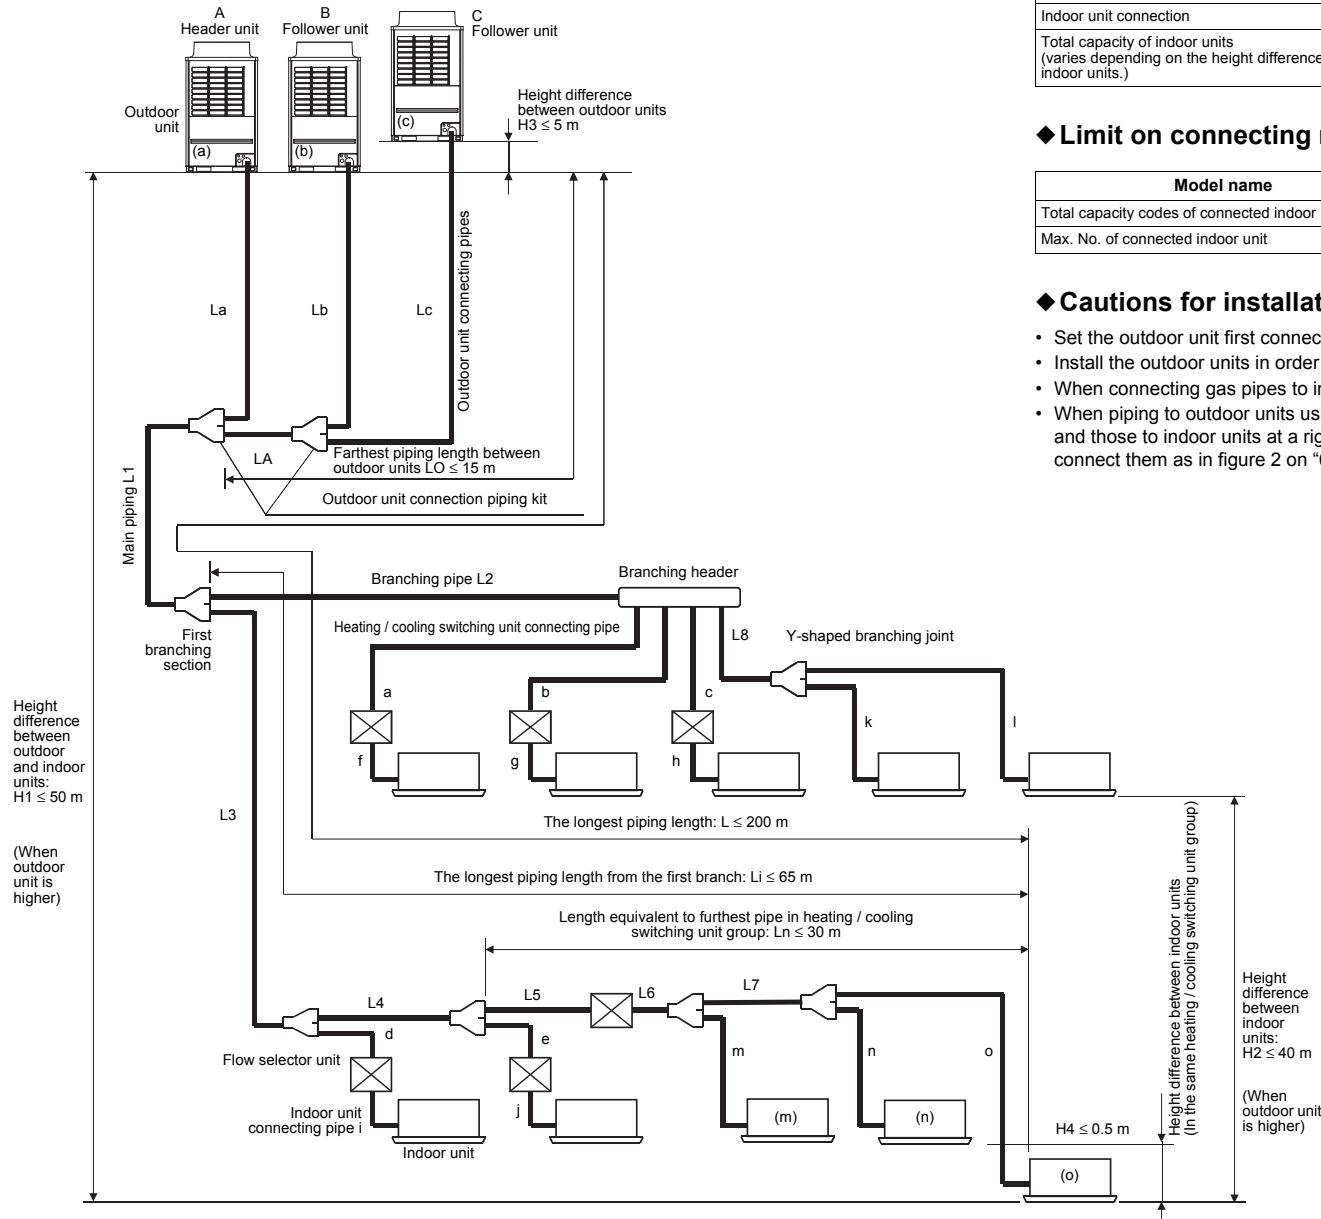 A
Header unit
B
Follower unit
C
Follower unit
Outdoor
unit
(a)
(b)
(c)
Height difference
between outdoor units
H3 ≤ 5 m
La
Lb
Lc
Outdoor unit connecting pipes
LA
Farthest piping length between
outdoor units LO ≤ 15 m
Outdoor unit connection piping kit
Main piping L1
First
branching
section
Branching pipe L2
Branching header
Heating / cooling switching unit connecting pipe
L8
Y-shaped branching joint
a
b
c
k
l
f
g
h
Height
difference
between
outdoor
and indoor
units:
H1 ≤ 50 m
(When
outdoor
unit is
higher)
L3
The longest piping length: L ≤ 200 m
The longest piping length from the first branch: Li ≤ 65 m
Length equivalent to furthest pipe in heating / cooling
switching unit group: Ln ≤ 30 m
L4
L5
L6
L7
d
e
m
n
o
Flow selector unit
Indoor unit
connecting pipe i
j
Indoor unit
(m)
(n)
(o)
H4 ≤ 0.5 m
Height difference between indoor units
(In the same heating / cooling switching unit group)
Height
difference
between
indoor
units:
H2 ≤ 40 m
(When
outdoor unit
is higher)
Indoor unit connection
Total capacity of indoor units
(varies depending on the height difference
indoor units.)
◆Limit on connecting
Model name
Total capacity codes of connected indoor
Max. No. of connected indoor unit
◆Cautions for installat
• Set the outdoor unit first connec
• Install the outdoor units in order
• When connecting gas pipes to i
• When piping to outdoor units us
and those to indoor units at a rig
connect them as in figure 2 on “